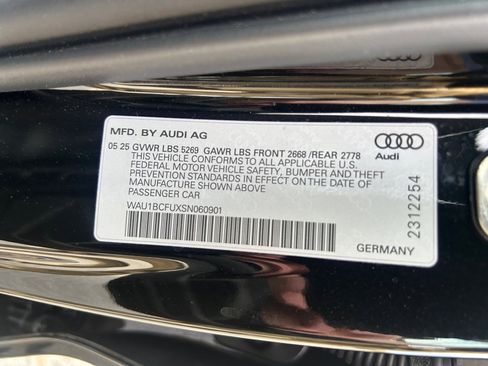 MFD. BY AUDI AG
05 25 GVWR LBS 5269 GAWR LBS FRONT 2668 /REAR 2778
THIS VEHICLE CONFORMS TO ALL APPLICABLE U.S.
FEDERAL MOTOR VEHICLE SAFETY, BUMPER AND THEFT
PREVENTION STANDARDS IN EFFECT ON THE DATE OF
MANUFACTURE SHOWN ABOVE
PASSENGER CAR
WAU1BCFUXSN060901
Audi
2312254
GERMANY